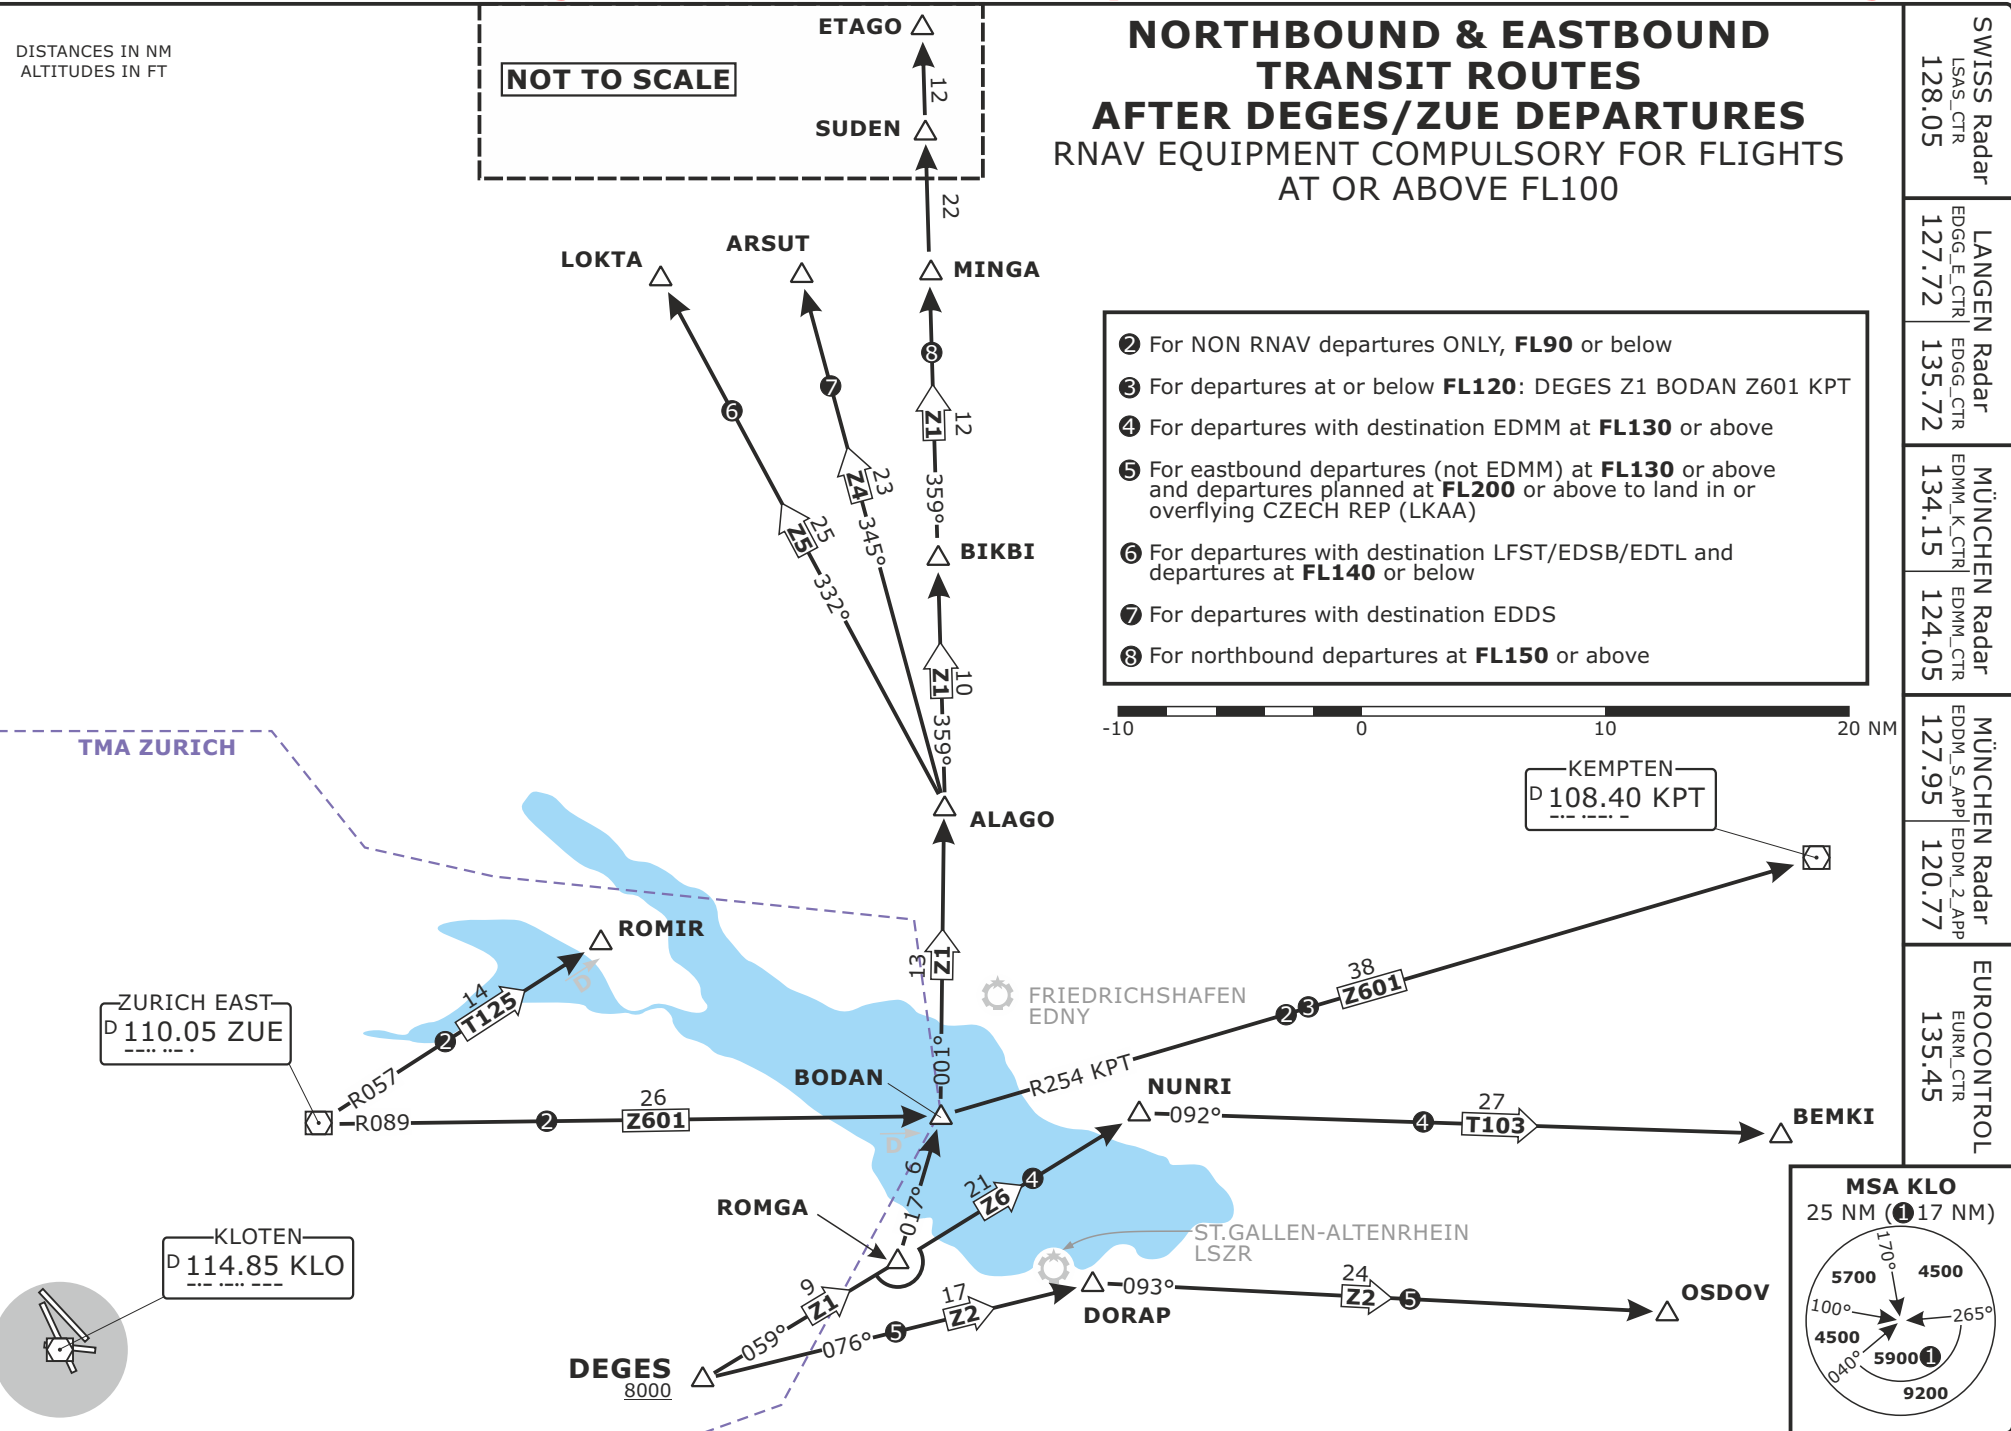 DISTANCES IN NM
ALTITUDES IN FT
NOT TO SCALE
ETAGO
12
SUDEN
22
NORTHBOUND & EASTBOUND
TRANSIT ROUTES
AFTER DEGES/ZUE DEPARTURES
RNAV EQUIPMENT COMPULSORY FOR FLIGHTS
AT OR ABOVE FL100
SWISS Radar
LSAS_CTR
128.05
LANGEN Radar
EDGG_E_CTR
127.72
EDGG_CTR
135.72
MÜNCHEN Radar
EDMM_K_CTR
134.15
EDMM_CTR
124.05
MÜNCHEN Radar
EDDM_S_APP
127.95
EDDM_2_APP
120.77
EUROCONTROL
EURM_CTR
135.45
LOKTA
ARSUT
MINGA
2 For NON RNAV departures ONLY, FL90 or below
3 For departures at or below FL120: DEGES Z1 BODAN Z601 KPT
4 For departures with destination EDMM at FL130 or above
5 For eastbound departures (not EDMM) at FL130 or above
and departures planned at FL200 or above to land in or
overflying CZECH REP (LKAA)
6 For departures with destination LFST/EDSB/EDTL and
departures at FL140 or below
7 For departures with destination EDDS
8 For northbound departures at FL150 or above
8
7
6
Z1
12
359°
Z4
23
345°
Z5
25
332°
BIKBI
Z1
10
359°
-10
0
10
20 NM
TMA ZURICH
ALAGO
KEMPTEN
D 108.40 KPT
ROMIR
D
14
T125
2
R057
ZURICH EAST
D 110.05 ZUE
Z1
13
001°
FRIEDRICHSHAFEN
EDNY
38
Z601
2
3
R254 KPT
BODAN
D
R089
2
26
Z601
NUNRI
092°
4
27
T103
BEMKI
6
017°
21
Z6
4
ROMGA
KLOTEN
D 114.85 KLO
ST.GALLEN-ALTENRHEIN
LSZR
9
Z1
059°
17
Z2
5
076°
DORAP
093°
24
Z2
5
OSDOV
DEGES
8000
MSA KLO
25 NM (1 17 NM)
170°
5700
4500
100°
265°
4500
5900 1
040°
9200